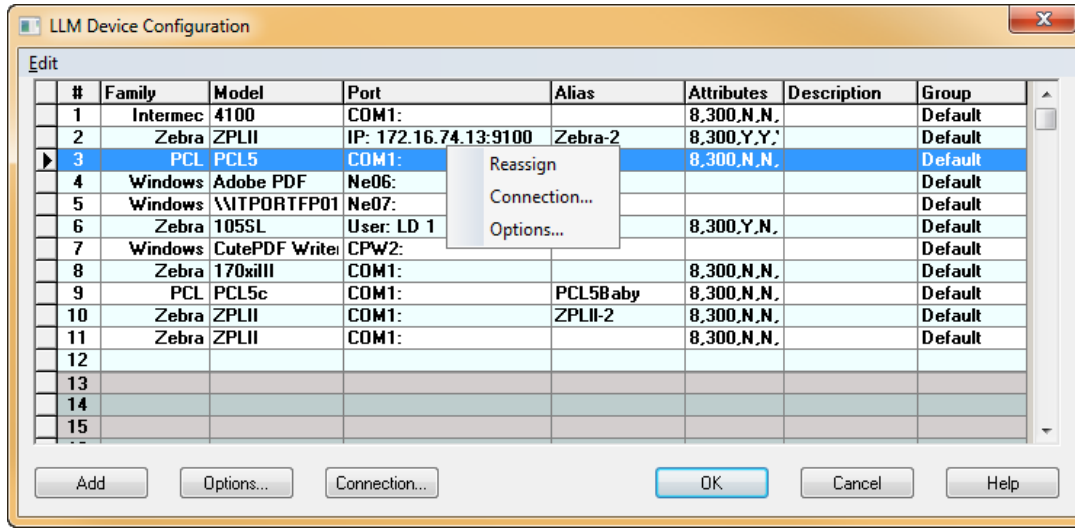 LLM Device Configuration
Edit
# Family Model Port Alias Attributes Description Group
1 Intermec 4100 COM1: 8,300,N,N, Default
2 Zebra ZPLII IP: 172.16.74.13:9100 Zebra-2 8,300,Y,Y,' Default
3 PCL PCL5 COM1: 8,300,N,N, Default
4 Windows Adobe PDF Ne06: Default
5 Windows \\ITPORTFP01 Ne07: Default
6 Zebra 105SL User: LD 1 8,300,Y,N, Default
7 Windows CutePDF Write CPW2: Default
8 Zebra 170xiIII COM1: 8,300,N,N, Default
9 PCL PCL5c COM1: PCL5Baby 8,300,N,N, Default
10 Zebra ZPLII COM1: ZPLII-2 8,300,N,N, Default
11 Zebra ZPLII COM1: 8,300,N,N, Default
12
13
14
15
Reassign
Connection...
Options...
Add Options... Connection... OK Cancel Help